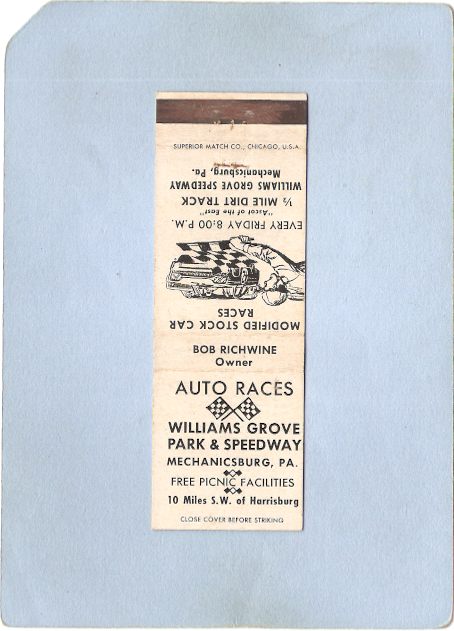 SUPERIOR MATCH CO., CHICAGO, U.S.A.
MODIFIED STOCK CAR
RACES
EVERY FRIDAY 8:00 P.M.
"Ascot of the East"
½ MILE DIRT TRACK
WILLIAMS GROVE SPEEDWAY
Mechanicsburg, Pa.
BOB RICHWINE
Owner
AUTO RACES
WILLIAMS GROVE
PARK & SPEEDWAY
MECHANICSBURG, PA.
FREE PICNIC FACILITIES
10 Miles S.W. of Harrisburg
CLOSE COVER BEFORE STRIKING